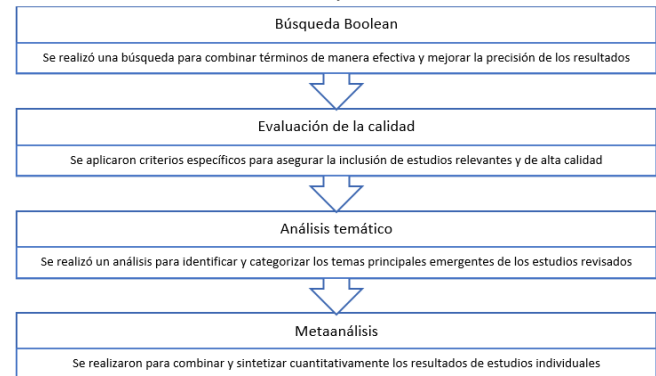 Búsqueda Boolean
Se realizó una búsqueda para combinar términos de manera efectiva y mejorar la precisión de los resultados
Evaluación de la calidad
Se aplicaron criterios específicos para asegurar la inclusión de estudios relevantes y de alta calidad
Análisis temático
Se realizó un análisis para identificar y categorizar los temas principales emergentes de los estudios revisados
Metaanálisis
Se realizaron para combinar y sintetizar cuantitativamente los resultados de estudios individuales